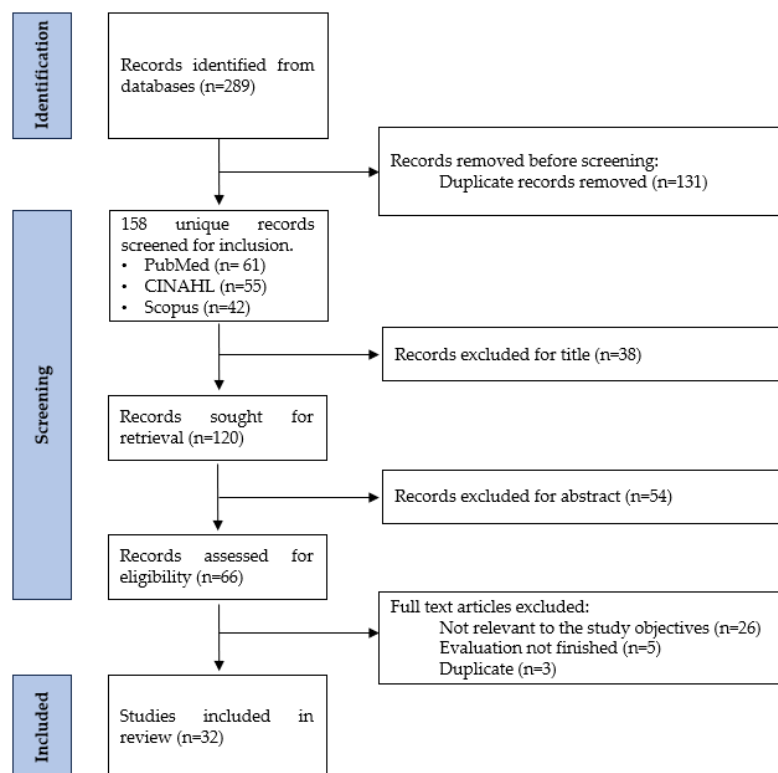 Identification
Records identified from
databases (n=289)
Records removed before screening:
Duplicate records removed (n=131)
Screening
158 unique records
screened for inclusion.
• PubMed (n= 61)
• CINAHL (n=55)
• Scopus (n=42)
Records excluded for title (n=38)
Records sought for
retrieval (n=120)
Records excluded for abstract (n=54)
Records assessed for
eligibility (n=66)
Full text articles excluded:
Not relevant to the study objectives (n=26)
Evaluation not finished (n=5)
Duplicate (n=3)
Included
Studies included in
review (n=32)